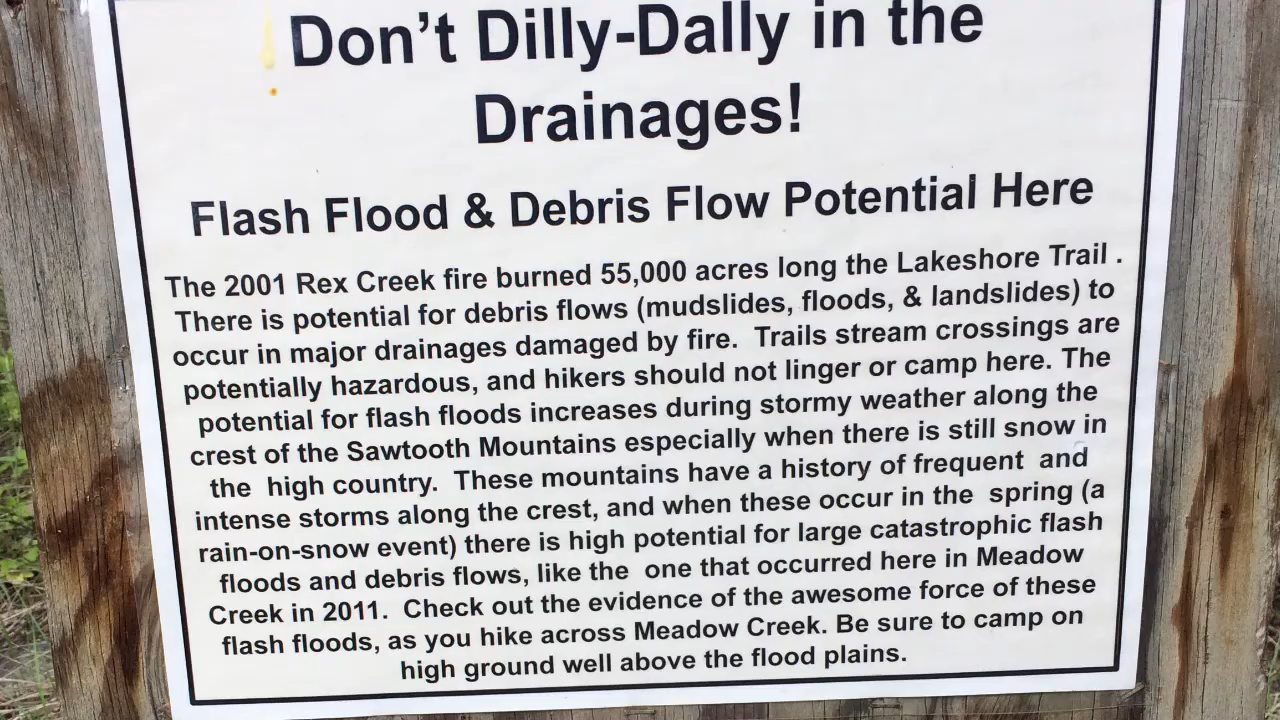 Don't Dilly-Dally in the
Drainages!
Flash Flood & Debris Flow Potential Here
The 2001 Rex Creek fire burned 55,000 acres long the Lakeshore Trail .
There is potential for debris flows (mudslides, floods, & landslides) to
occur in major drainages damaged by fire.  Trails stream crossings are
potentially hazardous, and hikers should not linger or camp here. The
potential for flash floods increases during stormy weather along the
crest of the Sawtooth Mountains especially when there is still snow in
the  high country.  These mountains have a history of frequent  and
intense storms along the crest, and when these occur in the  spring (a
rain-on-snow event) there is high potential for large catastrophic flash
floods and debris flows, like the  one that occurred here in Meadow
Creek in 2011.  Check out the evidence of the awesome force of these
flash floods, as you hike across Meadow Creek. Be sure to camp on
high ground well above the flood plains.